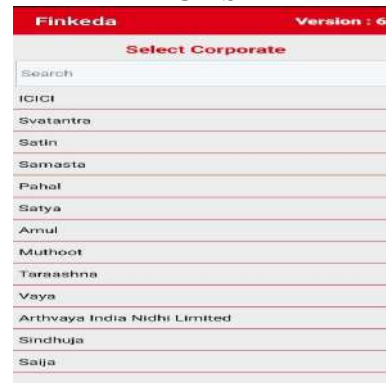 Finkeda Version : 6
Select Corporate
Search
ICICI
Svatantra
Satin
Samasta
Pahal
Satya
Amul
Muthoot
Taraashna
Vaya
Arthvaya India Nidhi Limited
Sindhuja
Saija